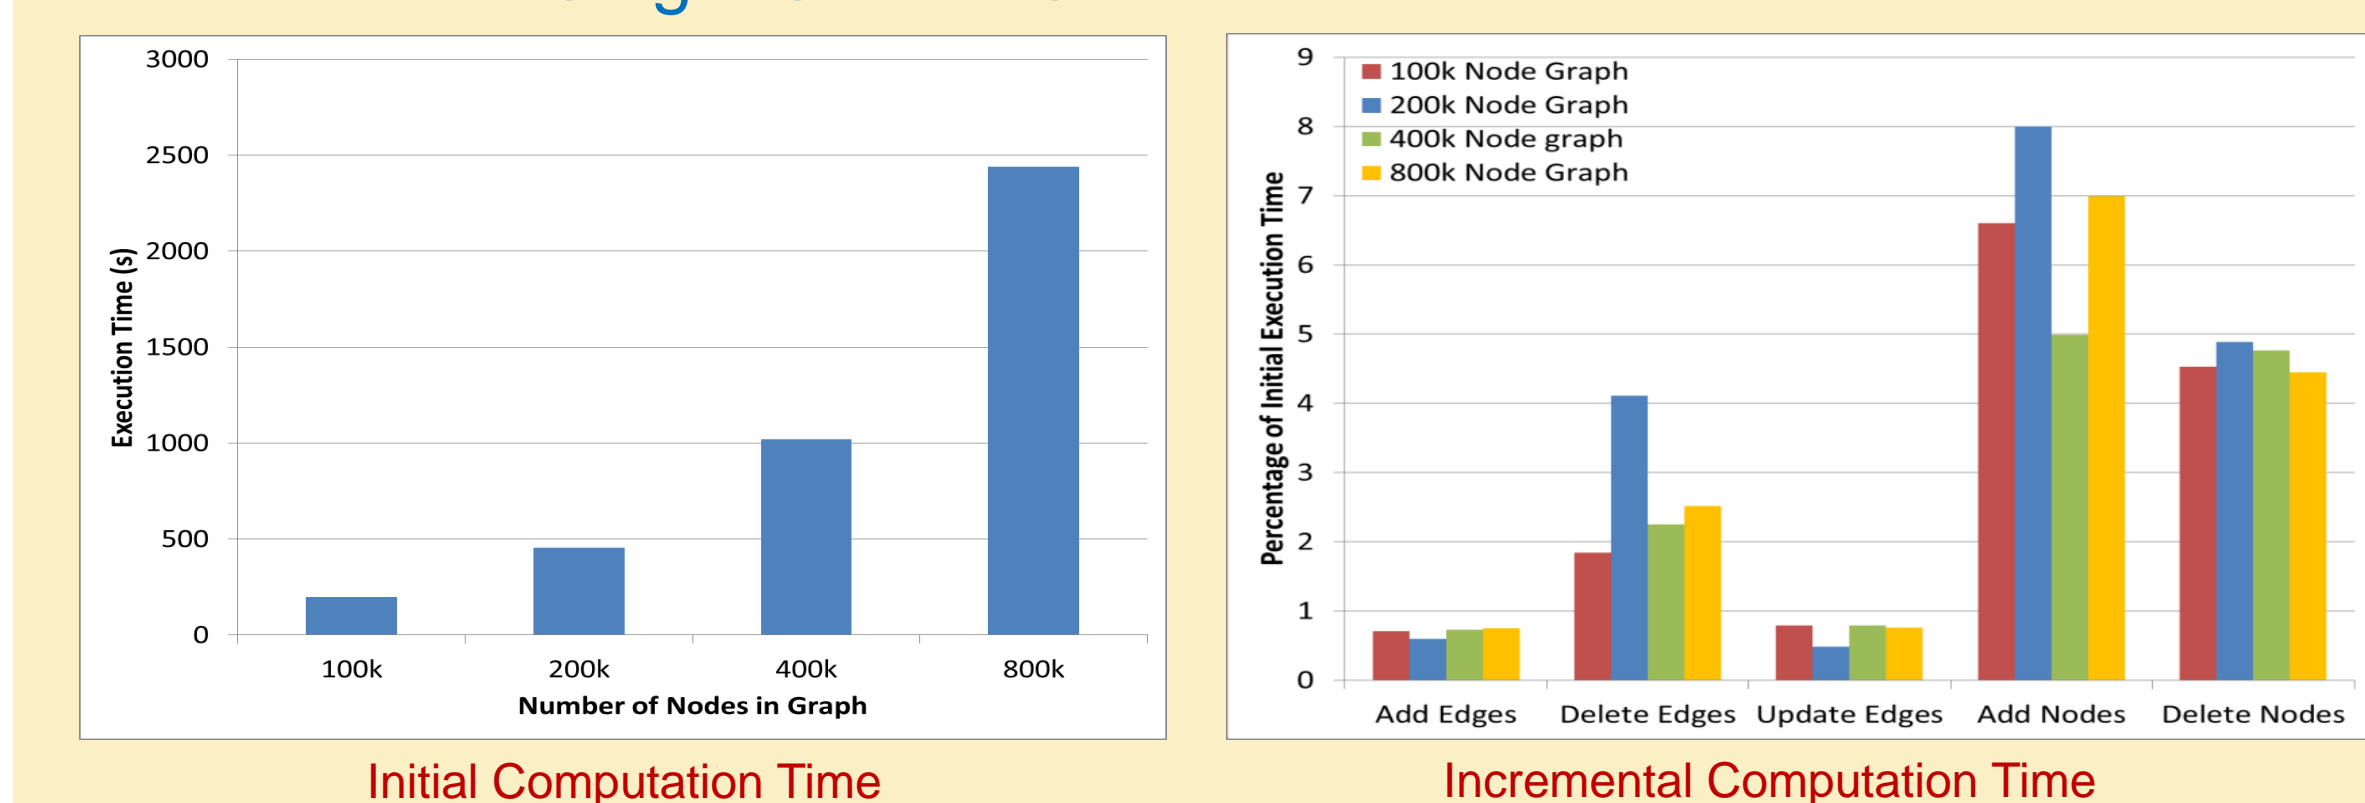 3000
2500
2000
1500
1000
500
0
Execution Time (s)
100k 200k 400k 800k
Number of Nodes in Graph
Initial Computation Time
9
8
7
6
5
4
3
2
1
0
Percentage of Initial Execution Time
100k Node Graph
200k Node Graph
400k Node graph
800k Node Graph
Add Edges Delete Edges Update Edges Add Nodes Delete Nodes
Incremental Computation Time